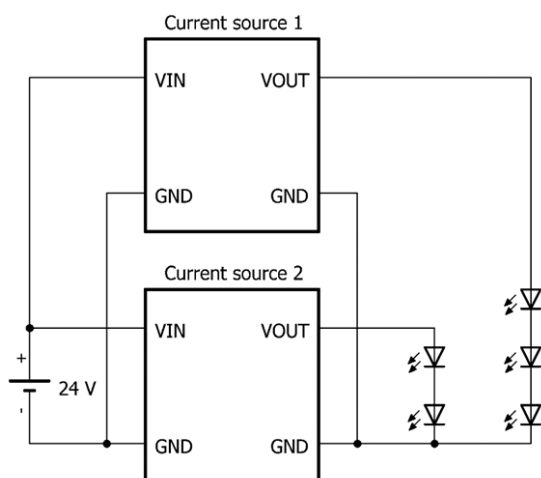 Current source 1
VIN VOUT
GND GND
Current source 2
VIN VOUT
+
24 V
-
GND GND